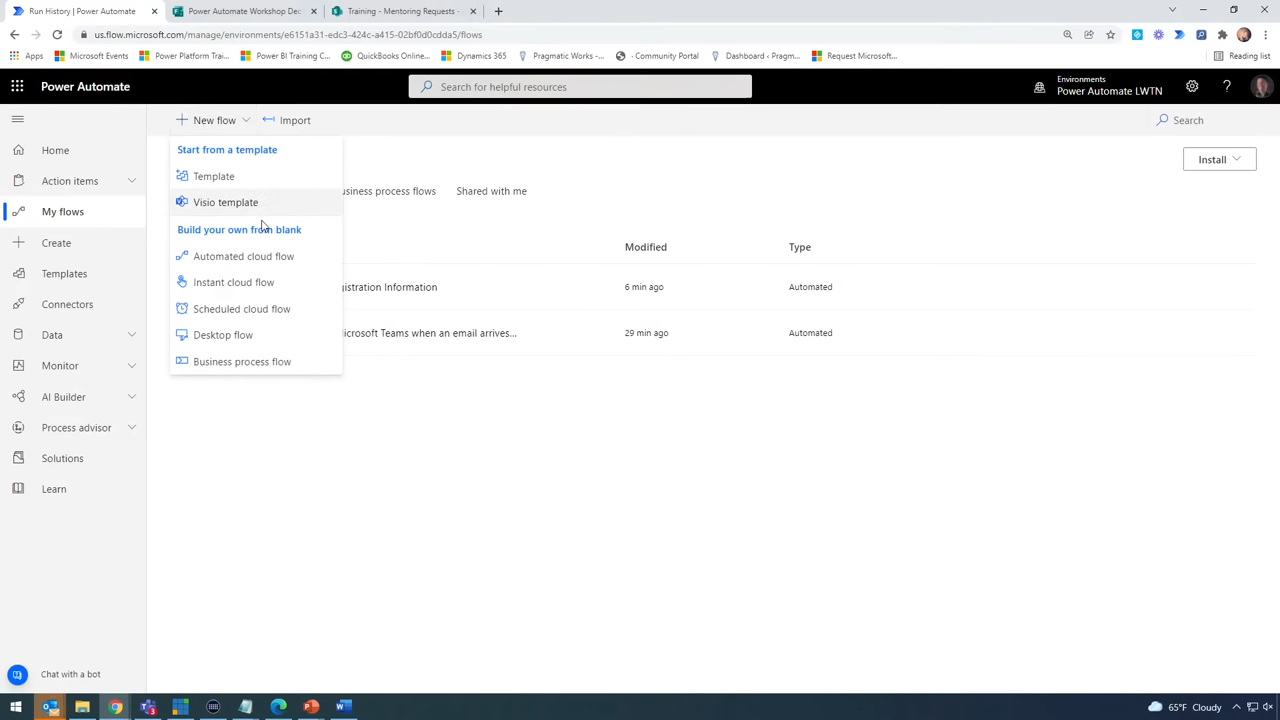 Run History | Power Automate
Power Automate Workshop Dec
Training - Mentoring Requests -
us.flow.microsoft.com/manage/environments/e6151a31-edc3-424c-a415-02bf0d0cdda5/flows
Apps
Microsoft Events
Power Platform Trai...
Power BI Training C...
QuickBooks Online...
Dynamics 365
Pragmatic Works -...
- Community Portal
Dashboard ‹ Pragm...
Request Microsoft...
Reading list
Power Automate
Search for helpful resources
Environments
Power Automate LWTN
New flow
Import
Search
Home
Action items
My flows
Create
Templates
Connectors
Data
Monitor
AI Builder
Process advisor
Solutions
Learn
Chat with a bot
Start from a template
Template
Visio template
Build your own from blank
Automated cloud flow
Instant cloud flow
Scheduled cloud flow
Desktop flow
Business process flow
Install
usiness process flows
Shared with me
Modified
Type
gistration Information
6 min ago
Automated
icrosoft Teams when an email arrives...
29 min ago
Automated
65°F Cloudy